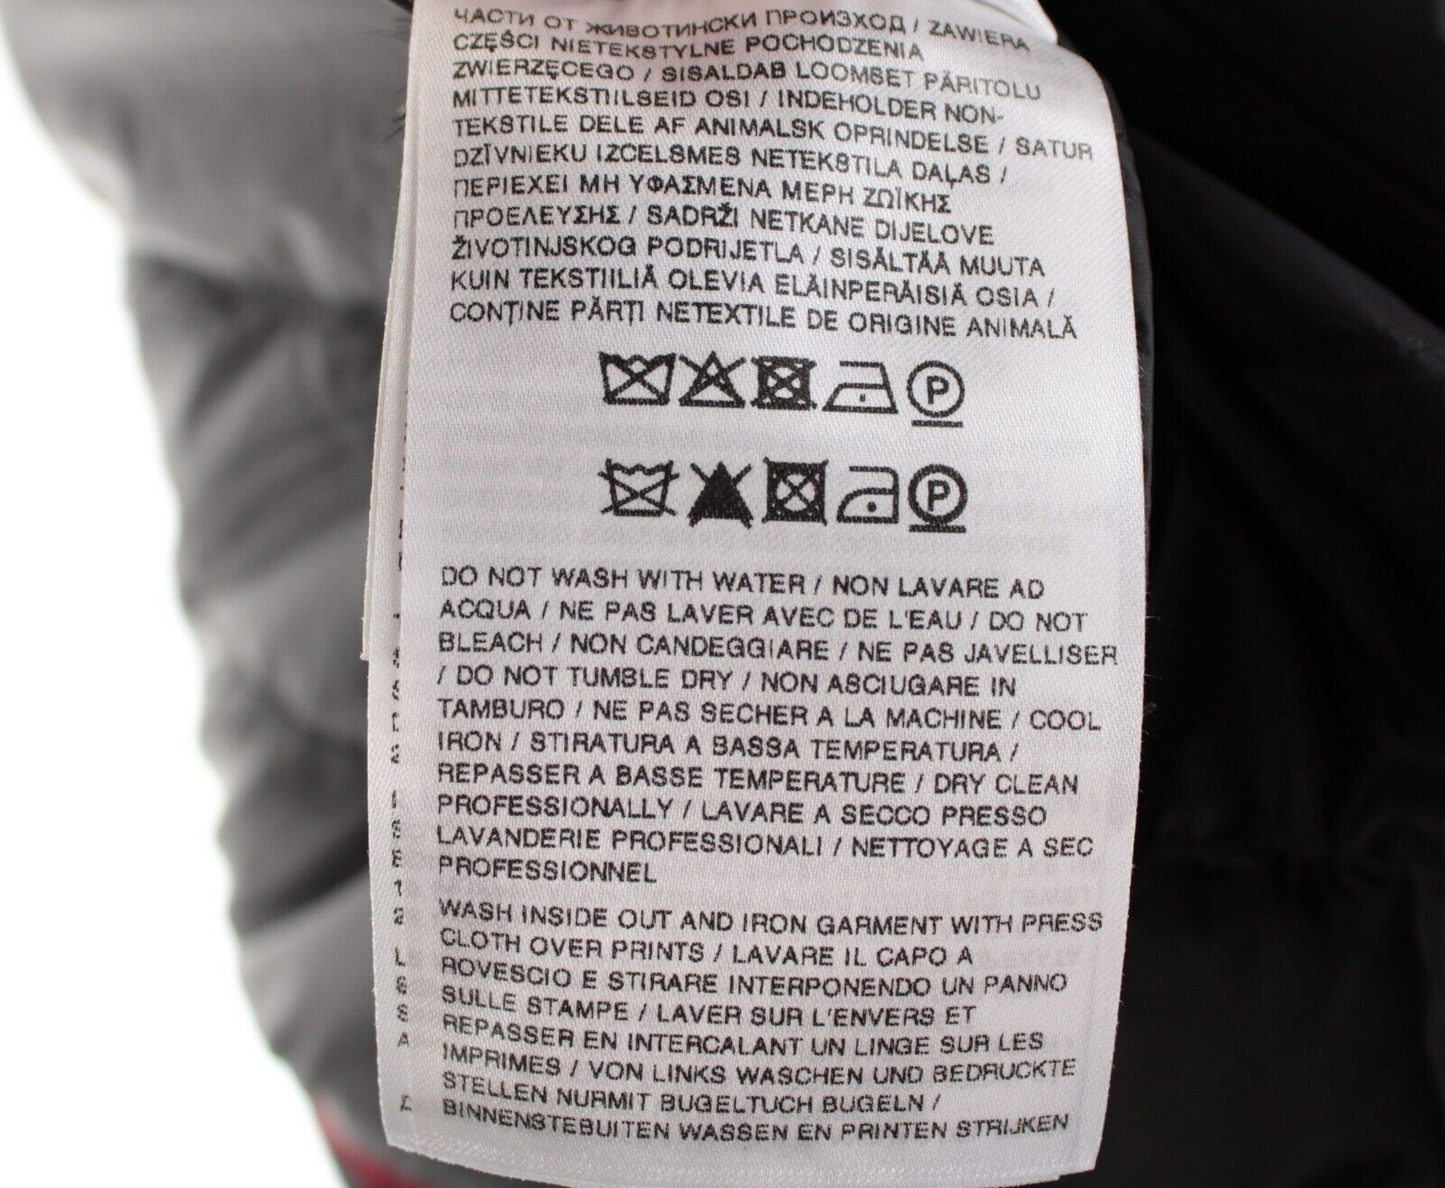 ЧАСТИ ОТ ЖИВОТИНСКИ ПРОИЗХОД / ZAWIERA
CZĘŚCI NIETEKSTYLNE POCHODZENIA
ZWIERZĘCEGO / SISALDAB LOOMSET PÄRITOLU
MITTETEKSTIILSEID OSI / INDEHOLDER NON-
TEKSTILE DELE AF ANIMALSK OPRINDELSE / SATUR
DZĪVNIEKU IZCELSMES NETEKSTILA DAĻAS /
ΠΕΡΙΕΧΕΙ ΜΗ ΥΦΑΣΜΕΝΑ ΜΕΡΗ ΖΩΪΚΗΣ
ΠΡΟΕΛΕΥΣΗΣ / SADRŽI NETKANE DIJELOVE
ŽIVOTINJSKOG PODRIJETLA / SISÄLTÄÄ MUUTA
KUIN TEKSTIILIÄ OLEVIA ELÄINPERÄISIÄ OSIA /
CONȚINE PĂRȚI NETEXTILE DE ORIGINE ANIMALĂ
P
P
DO NOT WASH WITH WATER / NON LAVARE AD
ACQUA / NE PAS LAVER AVEC DE L'EAU / DO NOT
BLEACH / NON CANDEGGIARE / NE PAS JAVELLISER
/ DO NOT TUMBLE DRY / NON ASCIUGARE IN
TAMBURO / NE PAS SECHER A LA MACHINE / COOL
IRON / STIRATURA A BASSA TEMPERATURA /
REPASSER A BASSE TEMPERATURE / DRY CLEAN
PROFESSIONALLY / LAVARE A SECCO PRESSO
LAVANDERIE PROFESSIONALI / NETTOYAGE A SEC
PROFESSIONNEL
WASH INSIDE OUT AND IRON GARMENT WITH PRESS
CLOTH OVER PRINTS / LAVARE IL CAPO A
ROVESCIO E STIRARE INTERPONENDO UN PANNO
SULLE STAMPE / LAVER SUR L'ENVERS ET
REPASSER EN INTERCALANT UN LINGE SUR LES
IMPRIMES / VON LINKS WASCHEN UND BEDRUCKTE
STELLEN NURMIT BUGELTUCH BUGELN /
BINNENSTEBUITEN WASSEN EN PRINTEN STRIJKEN